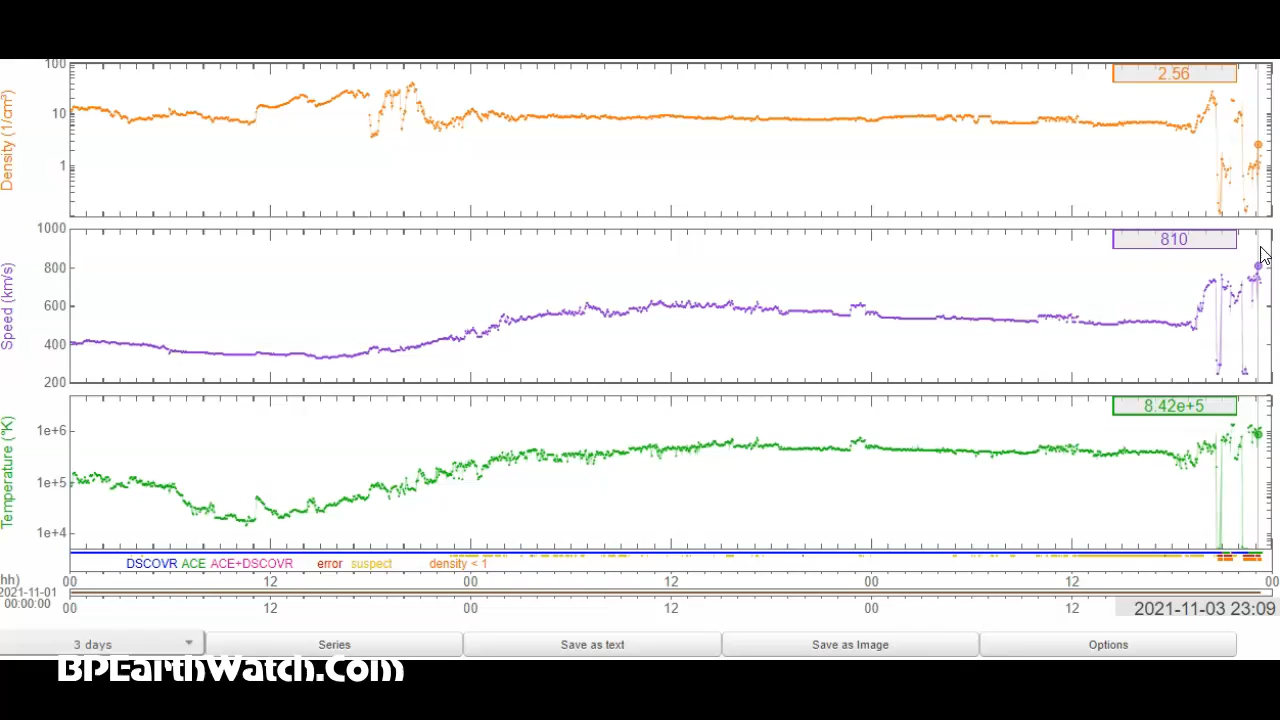 100
2.56
10
1
Density (1/cm³)
1000
810
800
600
400
200
Speed (km/s)
8.42e+5
1e+6
1e+5
1e+4
Temperature (°K)
DSCOVR ACE ACE+DSCOVR error suspect density < 1
hh) 00 12 00 12 00 12 00
2021-11-01
00:00:00
00 12 00 12 00 12 2021-11-03 23:09
3 days Series Save as text Save as Image Options
BPEarthWatch.Com